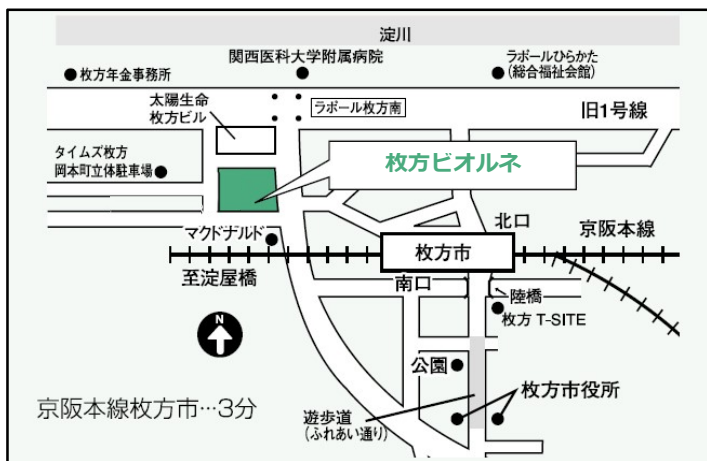 淀川
関西医科大学附属病院
ラポールひらかた
(総合福祉会館)
枚方年金事務所
太陽生命
枚方ビル
ラポール枚方南
旧1号線
タイムズ枚方
岡本町立体駐車場
枚方ビオルネ
北口
京阪本線
マクドナルド
枚方市
至淀屋橋
南口
陸橋
枚方 T-SITE
N
公園
枚方市役所
京阪本線枚方市…3分
遊歩道
(ふれあい通り)